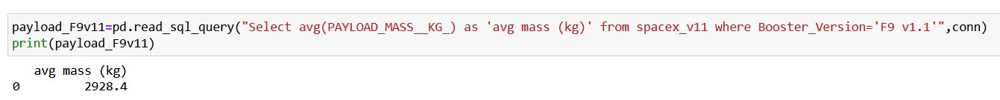 payload_F9v11=pd.read_sql_query("Select avg(PAYLOAD_MASS__KG_) as 'avg mass (kg)' from spacex_v11 where Booster_Version='F9 v1.1'",conn)
print(payload_F9v11)
avg mass (kg)
0 2928.4